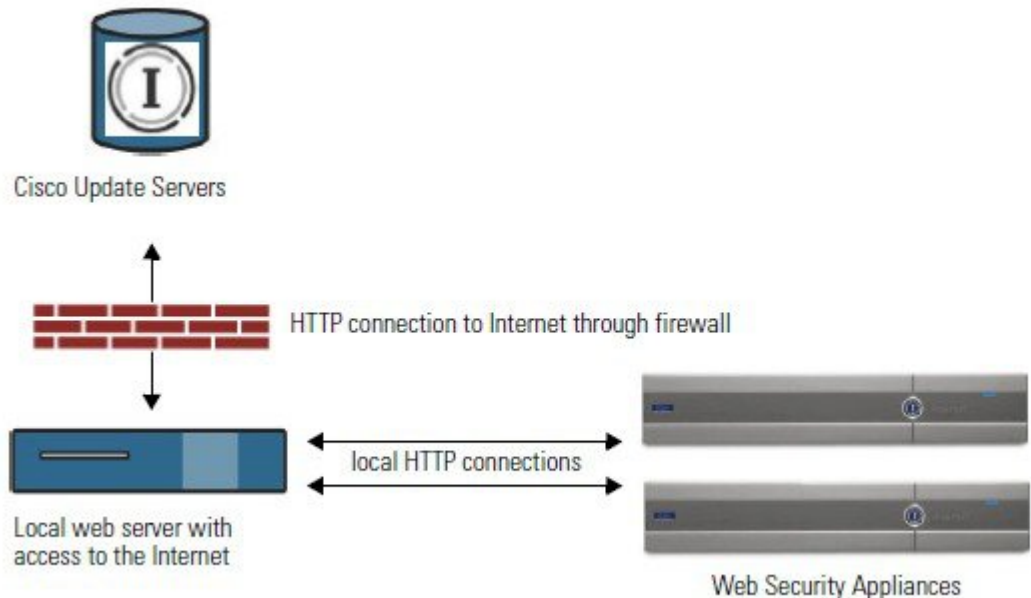 I
Cisco Update Servers
HTTP connection to Internet through firewall
local HTTP connections
Local web server with
access to the Internet
Web Security Appliances